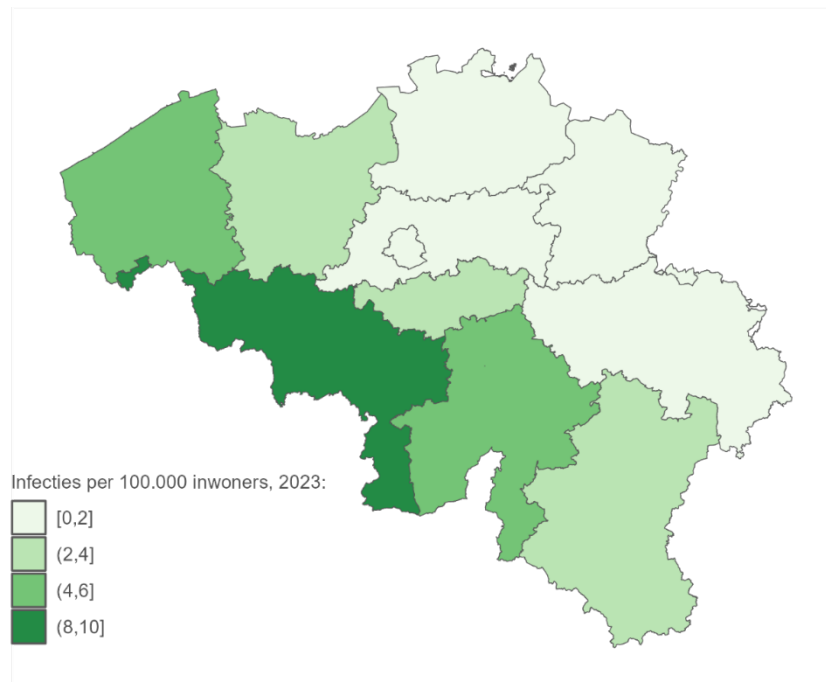 Infecties per 100.000 inwoners, 2023:
[0,2]
(2,4]
(4,6]
(8,10]